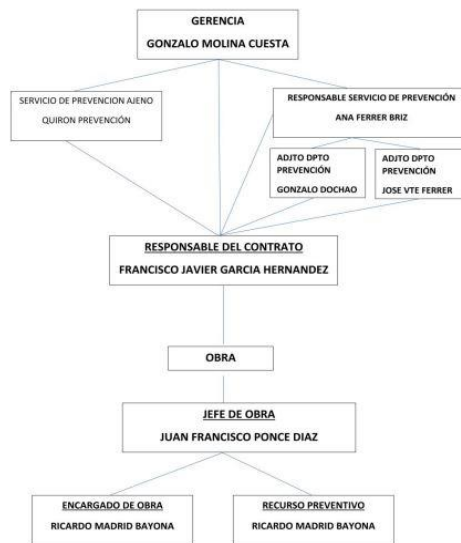 GERENCIA
GONZALO MOLINA CUESTA
SERVICIO DE PREVENCION AJENO
QUIRON PREVENCIÓN
RESPONSABLE SERVICIO DE PREVENCIÓN
ANA FERRER BRIZ
ADJTO DPTO
PREVENCIÓN
GONZALO DOCHAO
ADJTO DPTO
PREVENCIÓN
JOSE VTE FERRER
RESPONSABLE DEL CONTRATO
FRANCISCO JAVIER GARCIA HERNANDEZ
OBRA
JEFE DE OBRA
JUAN FRANCISCO PONCE DIAZ
ENCARGADO DE OBRA
RICARDO MADRID BAYONA
RECURSO PREVENTIVO
RICARDO MADRID BAYONA